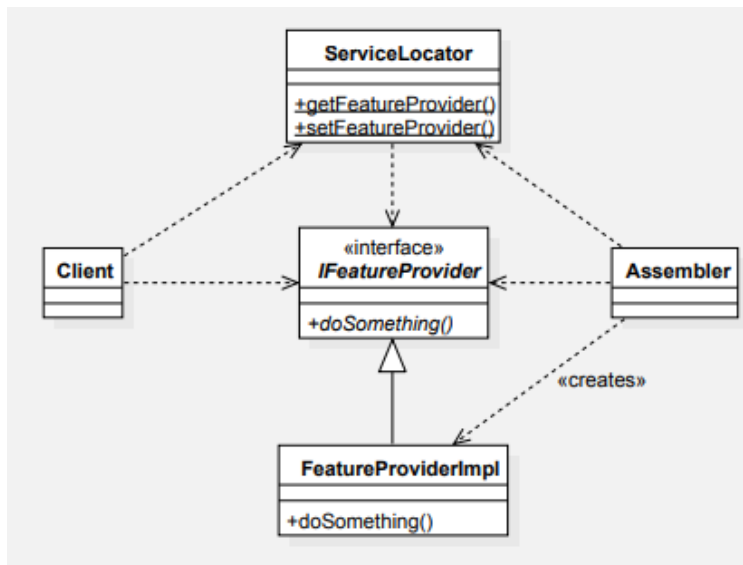 ServiceLocator
+getFeatureProvider()
+setFeatureProvider()
«interface»
IFeatureProvider
+doSomething()
Client
Assembler
«creates»
FeatureProviderImpl
+doSomething()